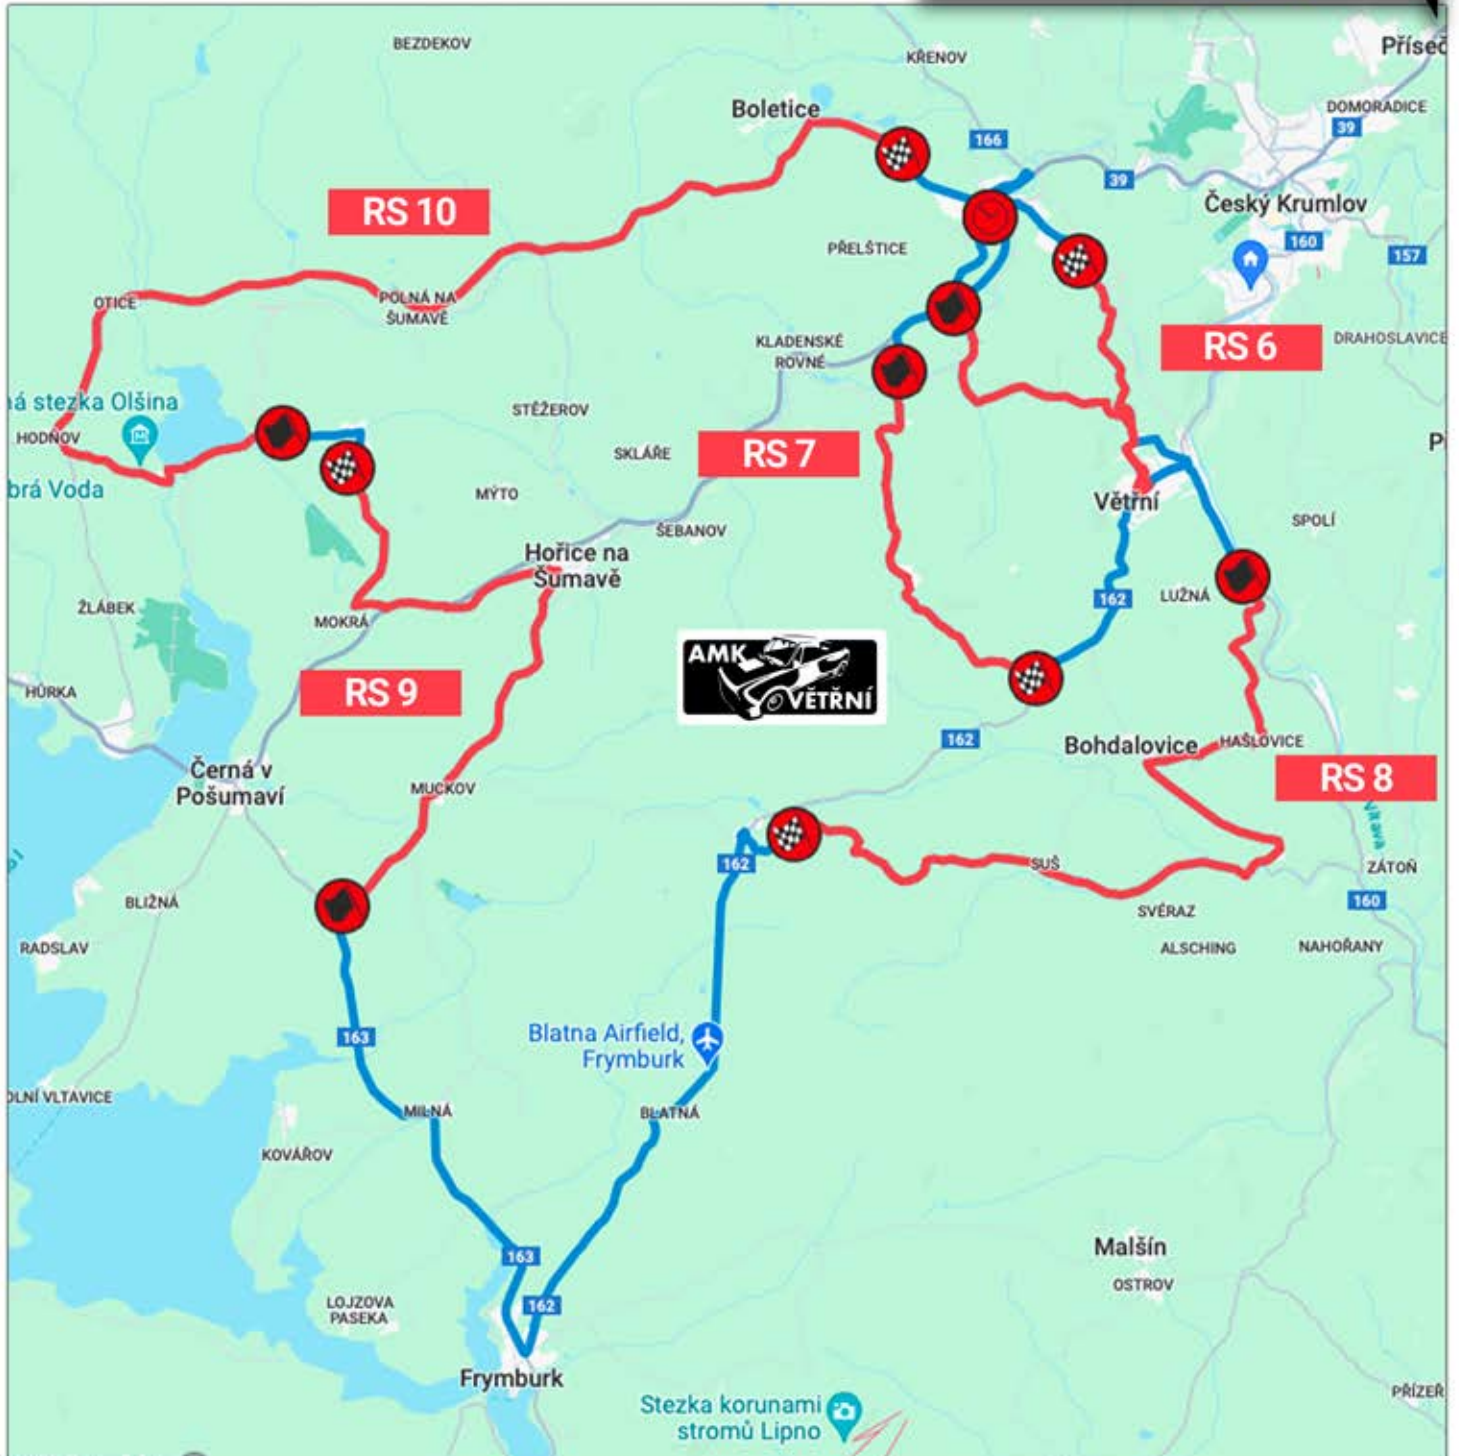 BEZDEKOV
KŘENOV
Příseč
Boletice
DOMORADICE
39
166
39
RS 10
Český Krumlov
PŘELŠTICE
160
157
OTICE
POLNÁ NA
ŠUMAVĚ
KLADENSKÉ
ROVNÉ
RS 6
DRAHOSLAVICE
ná stezka Olšina
STĚŽEROV
HODŇOV
SKLÁŘE
RS 7
P
brá Voda
MÝTO
Větřní
SPOLÍ
ŠEBANOV
Hořice na
Šumavě
ŽLÁBEK
MOKRÁ
162
LUŽNÁ
AMK
VĚTŘNÍ
HŮRKA
RS 9
162
Bohdalovice
HAŠLOVICE
Černá v
Pošumaví
MUCKOV
RS 8
162
SUŠ
ZÁTOŇ
BLIŽNÁ
160
SVÉRAZ
RADSLAV
ALSCHING
NAHOŘANY
163
Blatna Airfield,
Frymburk
OLNÍ VLTAVICE
MILNÁ
BLATNÁ
KOVÁŘOV
163
Malšín
OSTROV
LOJZOVA
PASEKA
162
Frymburk
PŘÍZEŘ
Stezka korunami
stromů Lipno